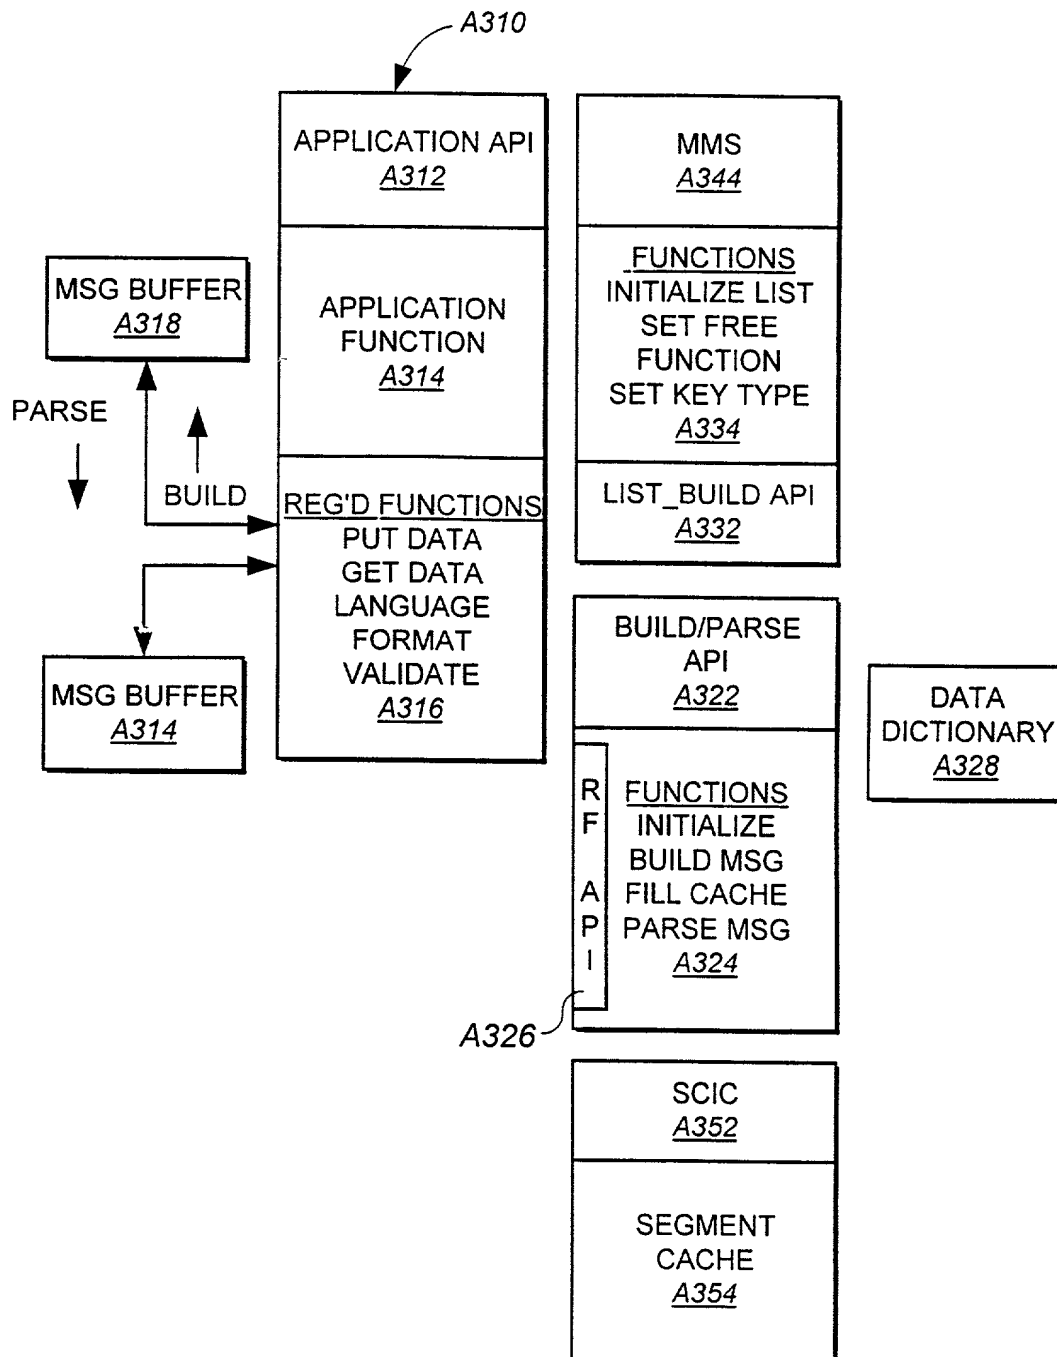 A310
APPLICATION API
A312
APPLICATION
FUNCTION
A314
REG'D FUNCTIONS
PUT DATA
GET DATA
LANGUAGE
FORMAT
VALIDATE
A316
MSG BUFFER
A318
PARSE
BUILD
MSG BUFFER
A314
MMS
A344
FUNCTIONS
INITIALIZE LIST
SET FREE
FUNCTION
SET KEY TYPE
A334
LIST_BUILD API
A332
BUILD/PARSE
API
A322
RF API
FUNCTIONS
INITIALIZE
BUILD MSG
FILL CACHE
PARSE MSG
A324
A326
DATA
DICTIONARY
A328
SCIC
A352
SEGMENT
CACHE
A354